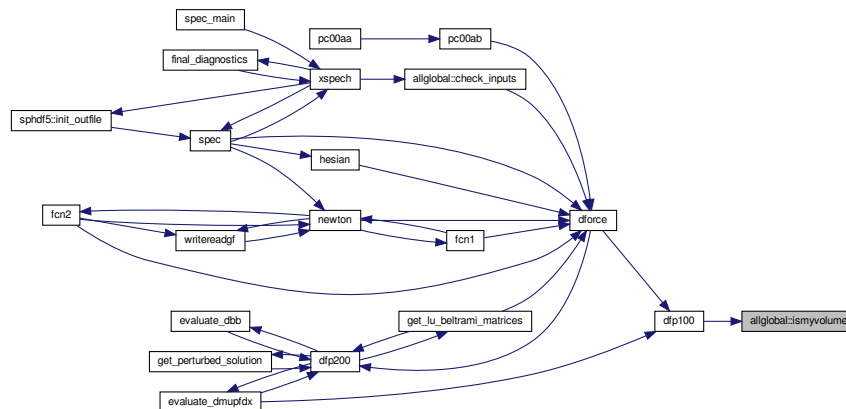 spec_main
pc00aa
pc00ab
final_diagnostics
xspech
allglobal::check_inputs
sphdf5::init_outfile
spec
hesian
fcn2
newton
dforce
writereadgf
fcn1
evaluate_dbb
get_lu_beltrami_matrices
dfp100
allglobal::ismyvolume
get_perturbed_solution
dfp200
evaluate_dmupfdx